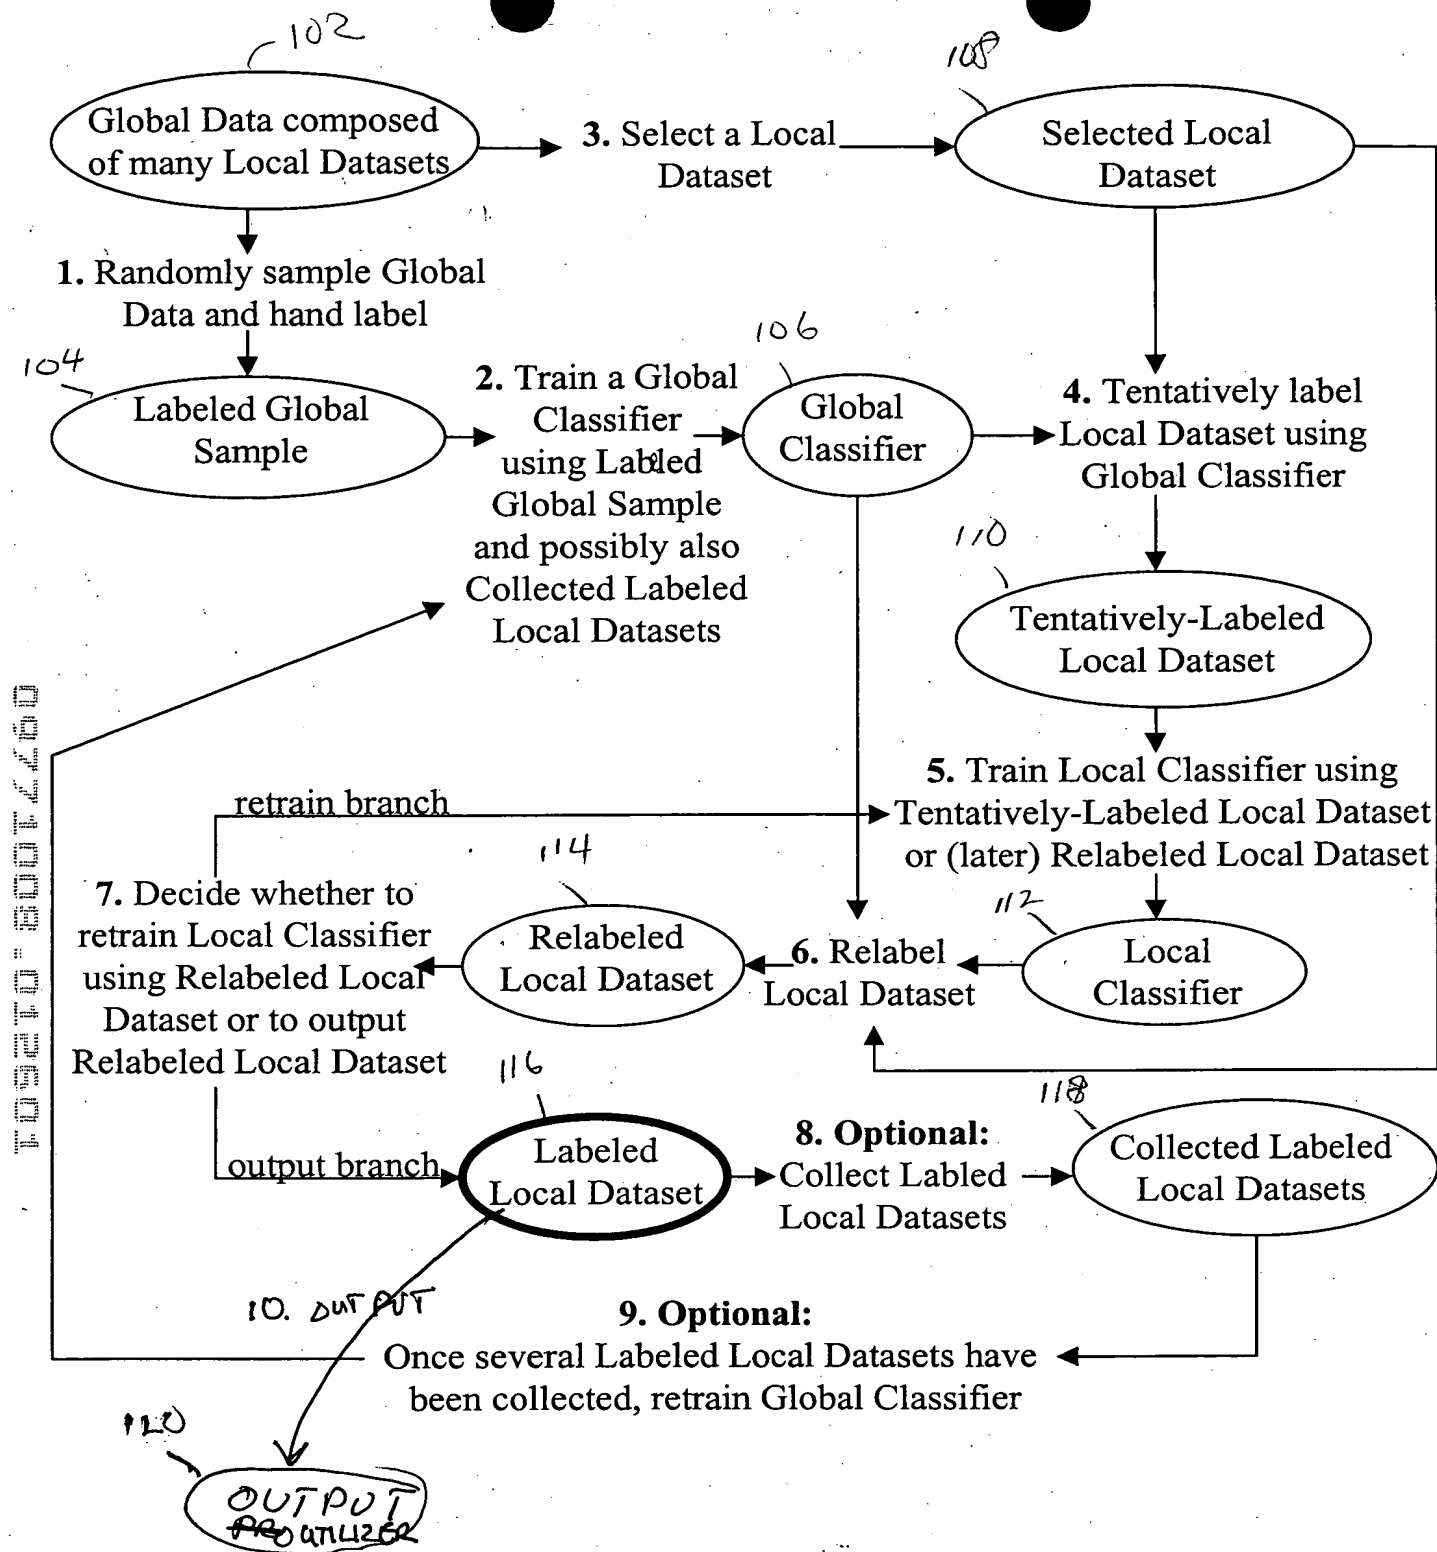 102
108
Global Data composed
of many Local Datasets
3. Select a Local
Dataset
Selected Local
Dataset
1. Randomly sample Global
Data and hand label
104
Labeled Global
Sample
2. Train a Global
Classifier
using Labled
Global Sample
and possibly also
Collected Labeled
Local Datasets
106
Global
Classifier
4. Tentatively label
Local Dataset using
Global Classifier
110
Tentatively-Labeled
Local Dataset
5. Train Local Classifier using
Tentatively-Labeled Local Dataset
or (later) Relabeled Local Dataset
retrain branch
114
112
7. Decide whether to
retrain Local Classifier
using Relabeled Local
Dataset or to output
Relabeled Local Dataset
Relabeled
Local Dataset
6. Relabel
Local Dataset
Local
Classifier
116
118
output branch
Labeled
Local Dataset
8. Optional:
Collect Labled
Local Datasets
Collected Labeled
Local Datasets
10. OUTPUT
9. Optional:
Once several Labeled Local Datasets have
been collected, retrain Global Classifier
120
OUTPUT
UTILIZER
09771008 . 012501